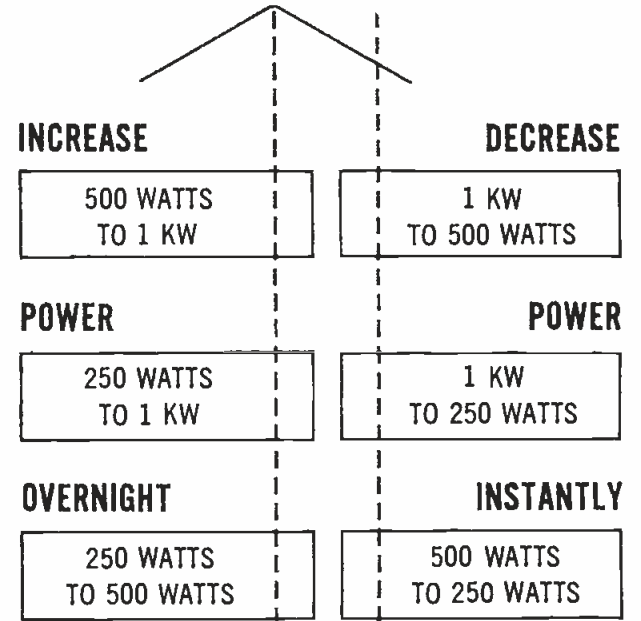 INCREASE
500 WATTS
TO 1 KW
POWER
250 WATTS
TO 1 KW
OVERNIGHT
250 WATTS
TO 500 WATTS
DECREASE
1 KW
TO 500 WATTS
POWER
1 KW
TO 250 WATTS
INSTANTLY
500 WATTS
TO 250 WATTS